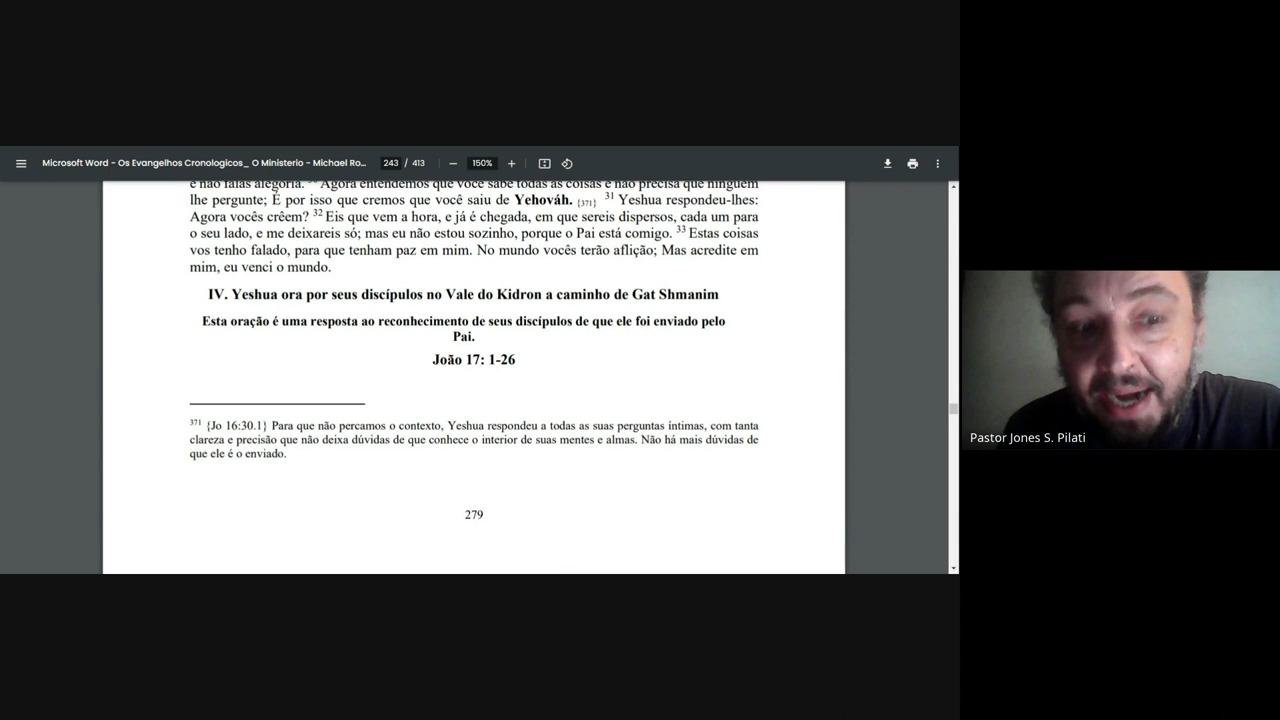 Microsoft Word - Os Evangelhos Cronologicos_ O Ministerio - Michael Ro... 243 / 413 150%
e não falas alegoria. Agora entendemos que você sabe todas as coisas e não precisa que ninguém
lhe pergunte; E por isso que cremos que você saiu de Yehováh. {371} 31 Yeshua respondeu-lhes:
Agora vocês crêem? 32 Eis que vem a hora, e já é chegada, em que sereis dispersos, cada um para
o seu lado, e me deixareis só; mas eu não estou sozinho, porque o Pai está comigo. 33 Estas coisas
vos tenho falado, para que tenham paz em mim. No mundo vocês terão aflição; Mas acredite em
mim, eu venci o mundo.
IV. Yeshua ora por seus discípulos no Vale do Kidron a caminho de Gat Shmanim
Esta oração é uma resposta ao reconhecimento de seus discípulos de que ele foi enviado pelo
Pai.
João 17: 1-26
371 {Jo 16:30.1} Para que não percamos o contexto, Yeshua respondeu a todas as suas perguntas íntimas, com tanta
clareza e precisão que não deixa dúvidas de que conhece o interior de suas mentes e almas. Não há mais dúvidas de
que ele é o enviado.
279
Pastor Jones S. Pilati